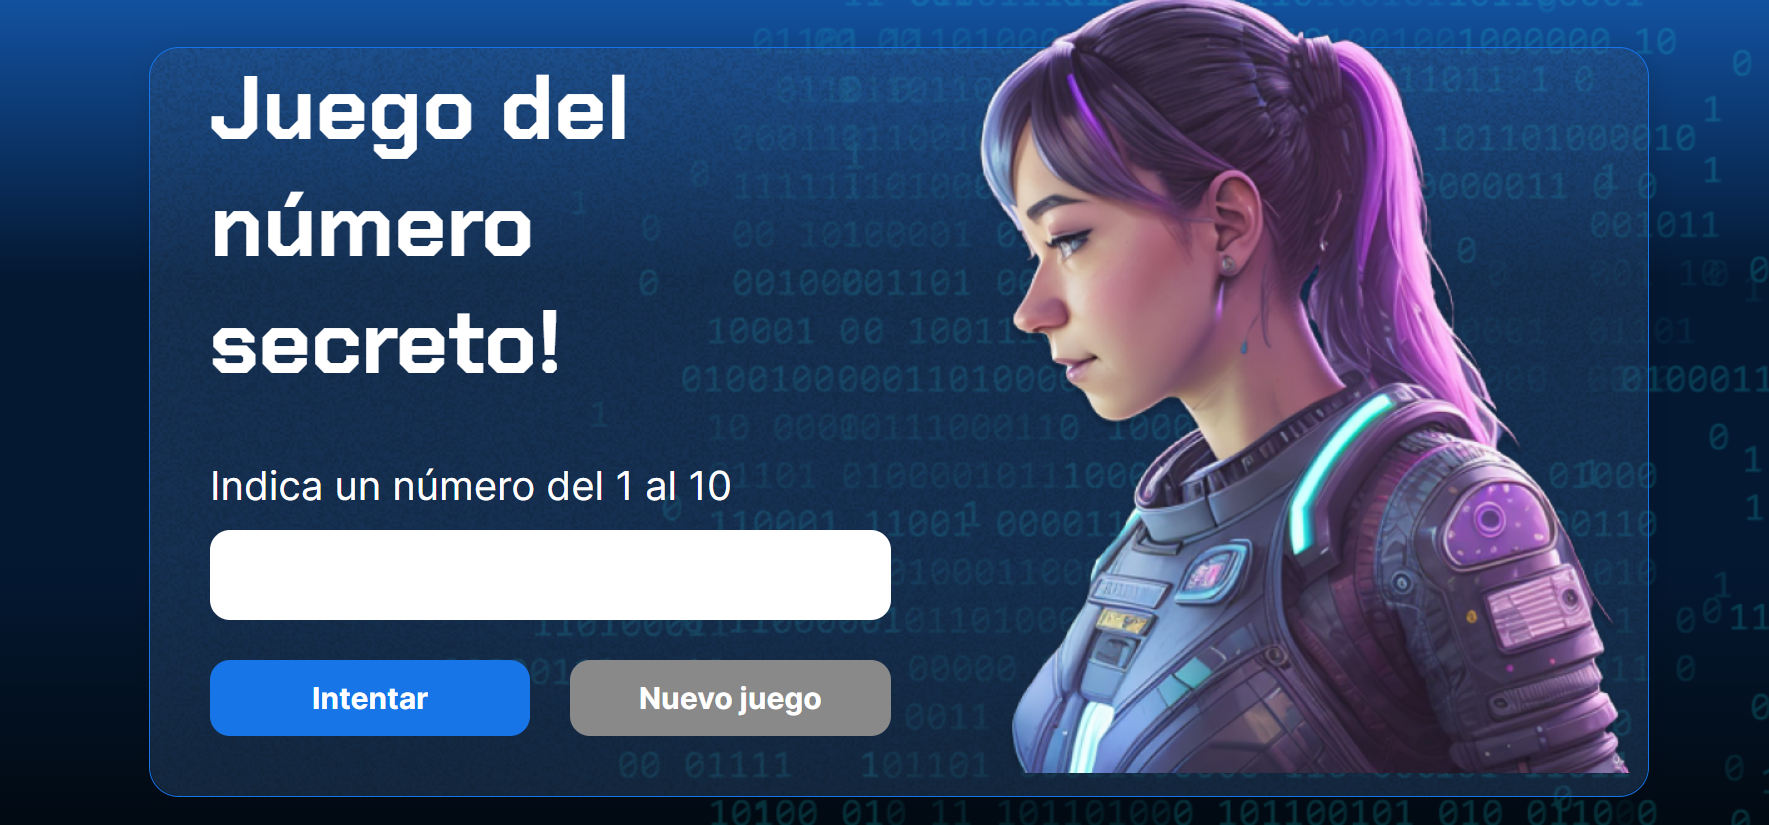 Juego del
número
secreto!
Indica un número del 1 al 10
Intentar
Nuevo juego